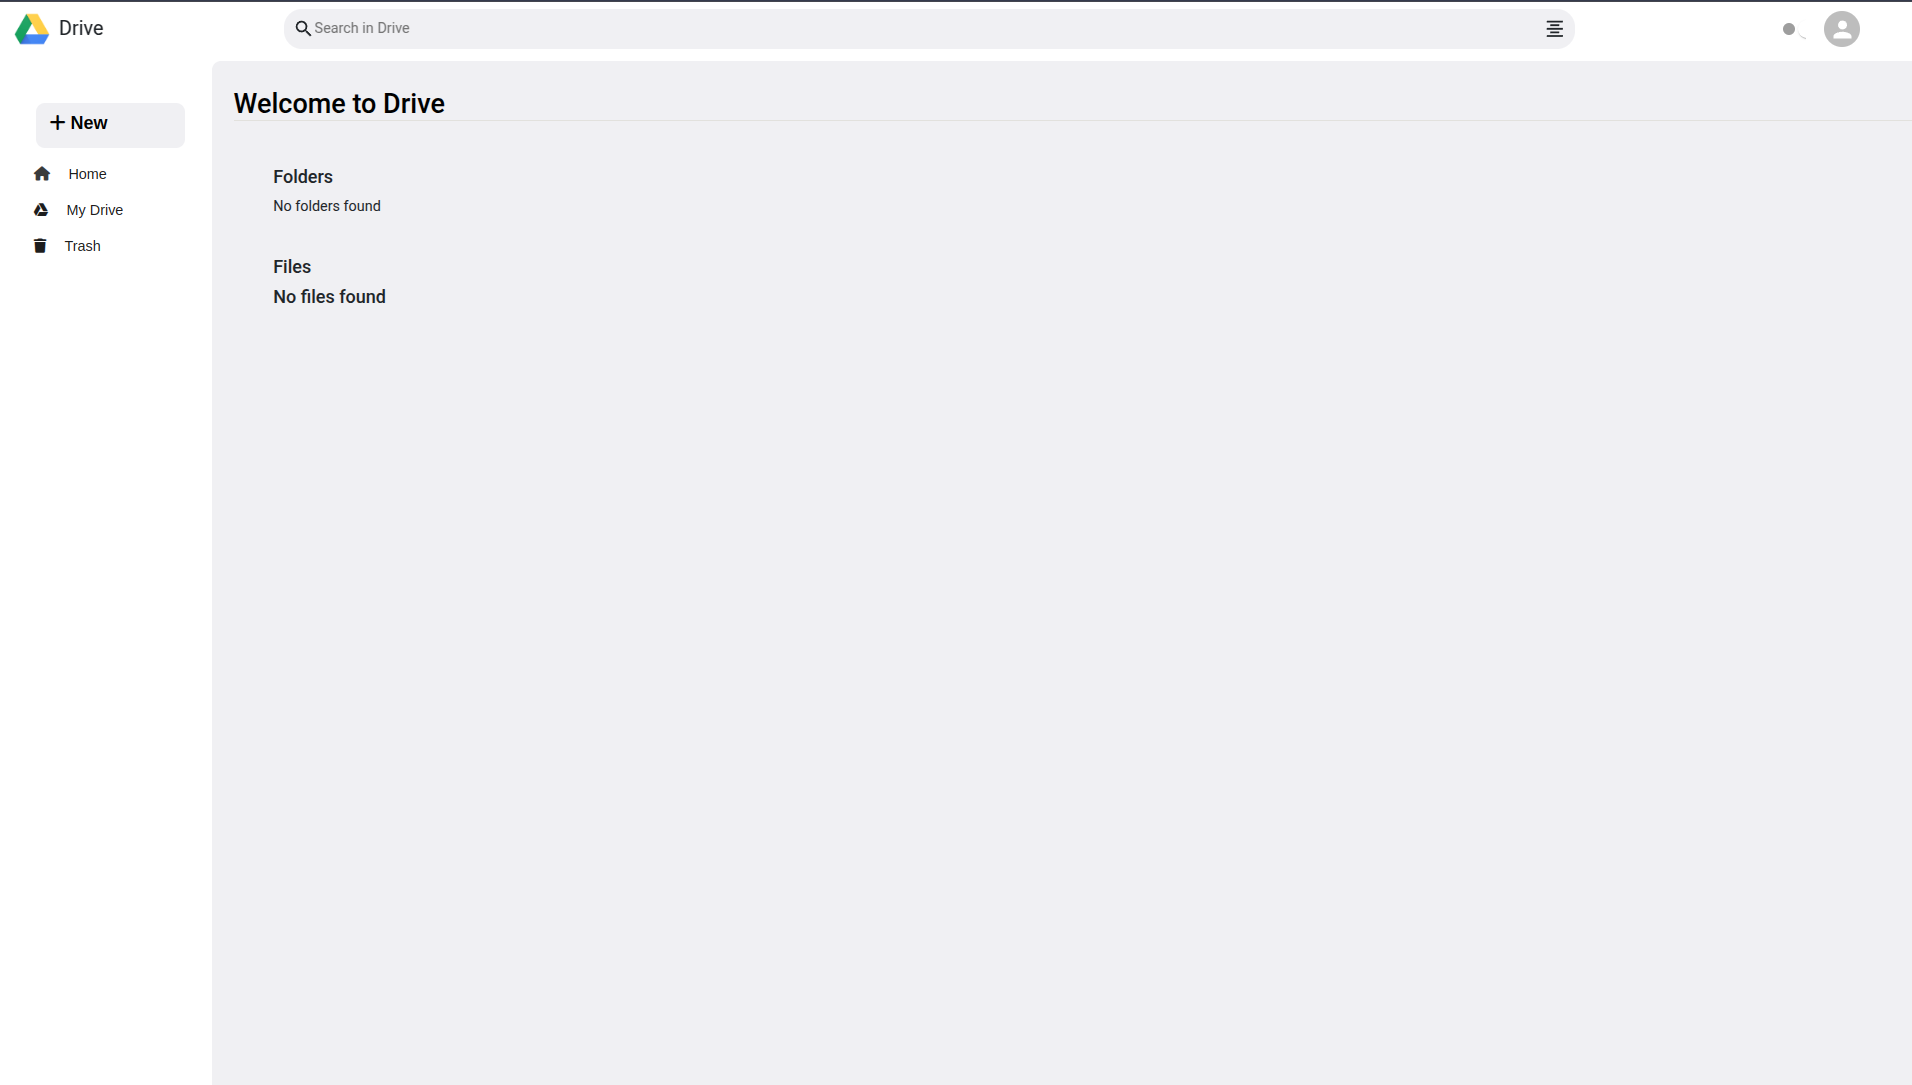 Drive
Search in Drive
New
Home
My Drive
Trash
Welcome to Drive
Folders
No folders found
Files
No files found